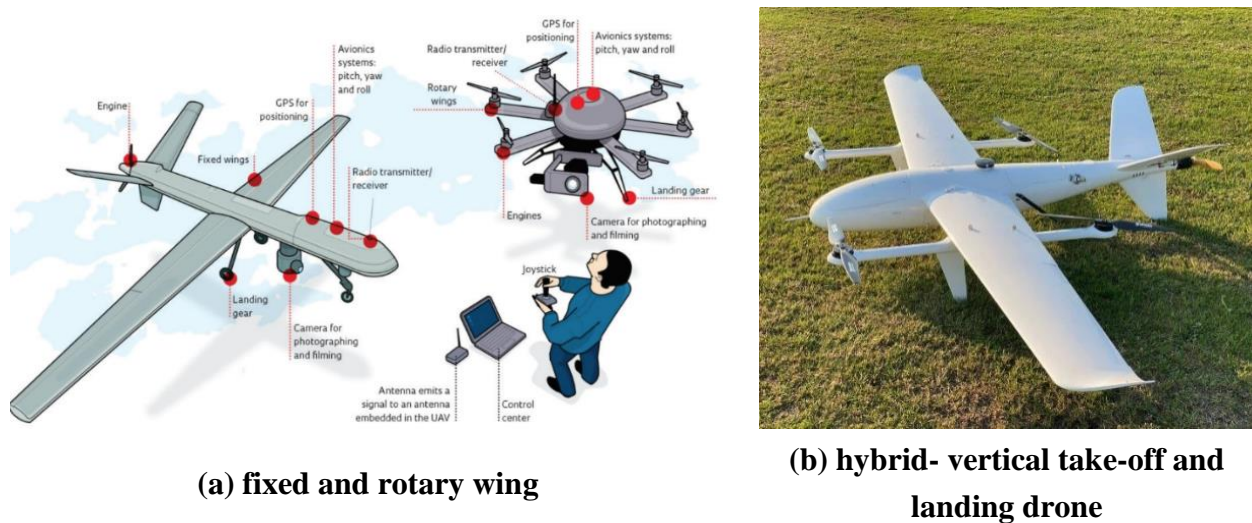 Engine
GPS for
positioning
Avionics
systems:
pitch, yaw
and roll
Fixed wings
Radio transmitter/
receiver
Landing
gear
Camera for
photographing
and filming
GPS for
positioning
Avionics systems:
pitch, yaw and roll
Radio transmitter/
receiver
Rotary
wings
Engines
Landing gear
Camera for photographing
and filming
Joystick
Antenna emits a
signal to an antenna
embedded in the UAV
Control
center
(a) fixed and rotary wing
(b) hybrid- vertical take-off and
landing drone